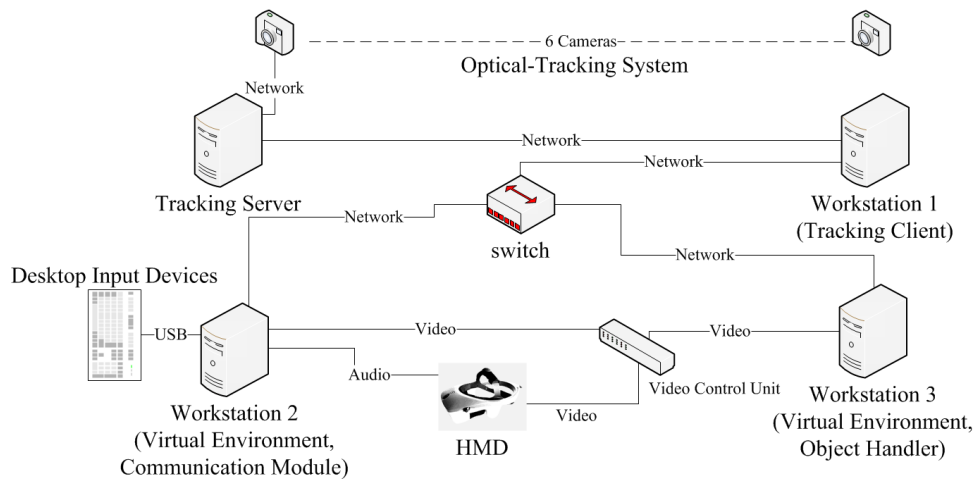 6 Cameras
Optical-Tracking System
Network
Network
Network
Tracking Server
Workstation 1
(Tracking Client)
Network
switch
Network
Desktop Input Devices
USB
Video
Video
Audio
Video Control Unit
Video
Workstation 2
(Virtual Environment,
Communication Module)
HMD
Workstation 3
(Virtual Environment,
Object Handler)